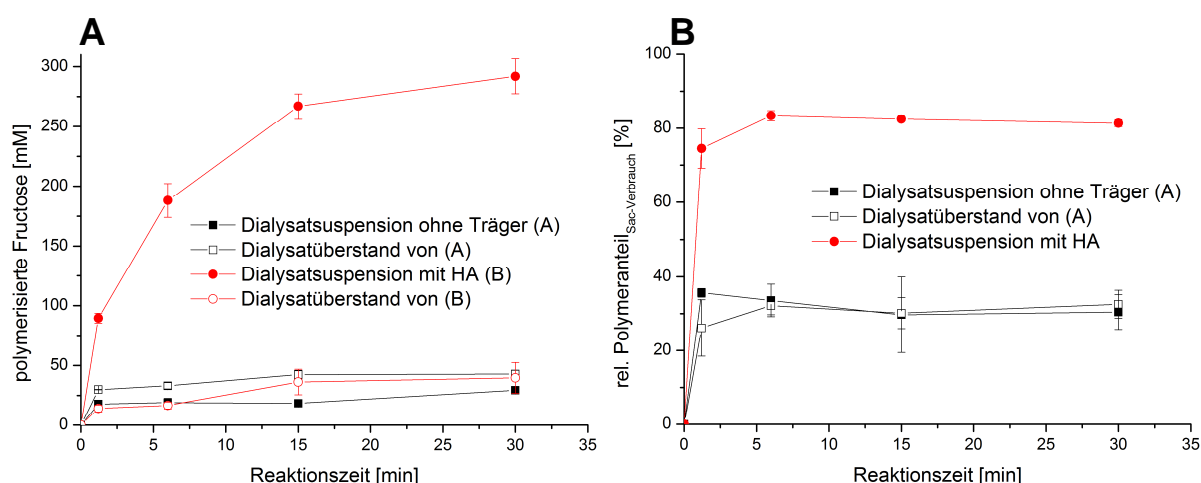 A
polymerisierte Fructose [mM]
300
250
200
150
100
50
0
Dialysatsuspension ohne Träger (A)
Dialysatüberstand von (A)
Dialysatsuspension mit HA (B)
Dialysatüberstand von (B)
0 5 10 15 20 25 30 35
Reaktionszeit [min]
B
rel. Polymeranteil Sac-Verbrauch [%]
100
80
60
40
20
0
Dialysatsuspension ohne Träger (A)
Dialysatüberstand von (A)
Dialysatsuspension mit HA
0 5 10 15 20 25 30 35
Reaktionszeit [min]